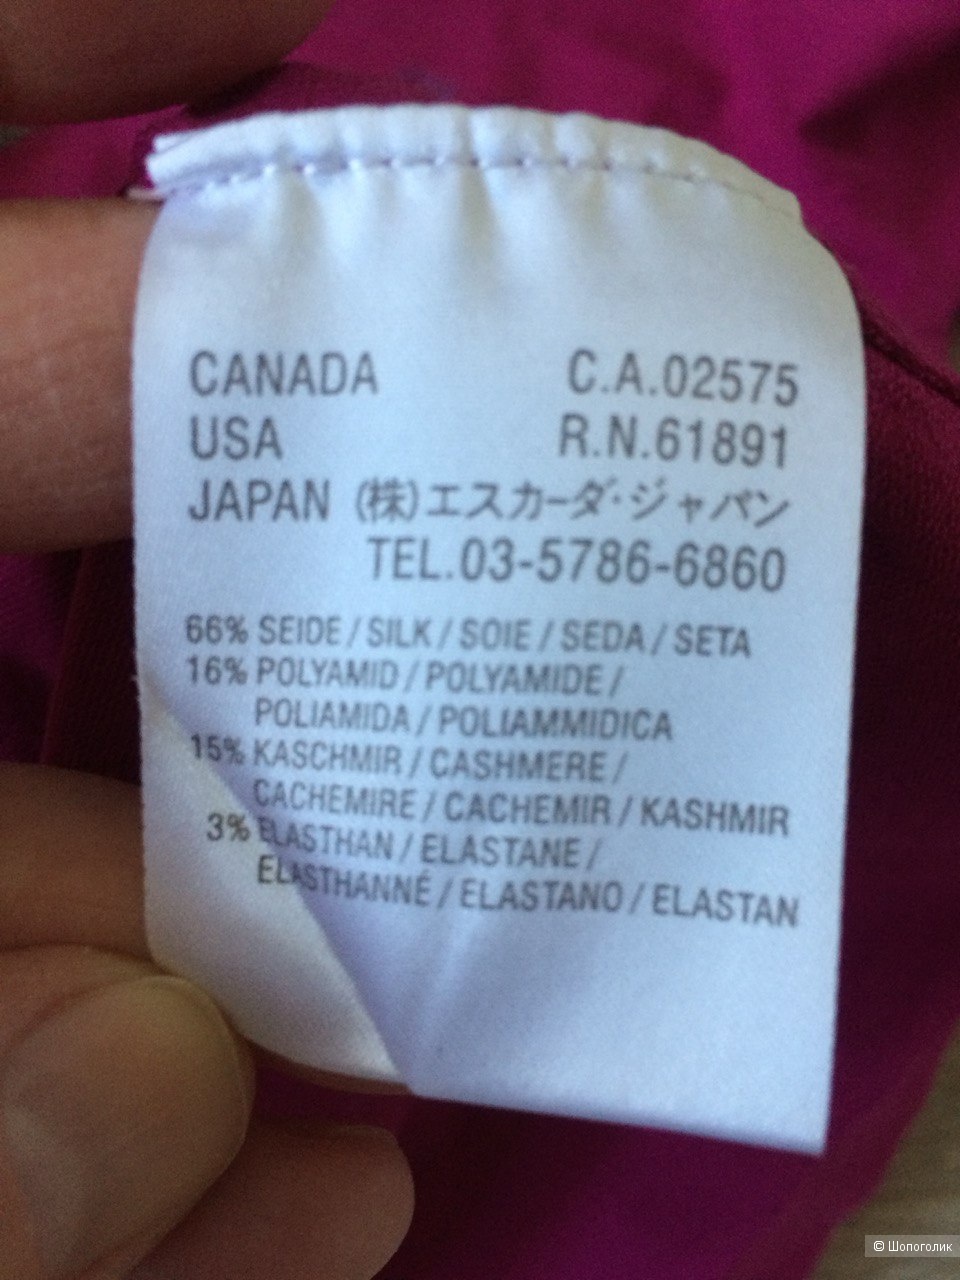 CANADA C.A.02575
USA R.N.61891
JAPAN (株)エスカーダ・ジャパン
TEL.03-5786-6860
66% SEIDE / SILK / SOIE / SEDA / SETA
16% POLYAMID / POLYAMIDE /
POLIAMIDA / POLIAMMIDICA
15% KASCHMIR / CASHMERE /
CACHEMIRE / CACHEMIR / KASHMIR
3% ELASTHAN / ELASTANE /
ELASTHANNÉ / ELASTANO / ELASTAN
© Шопоголик